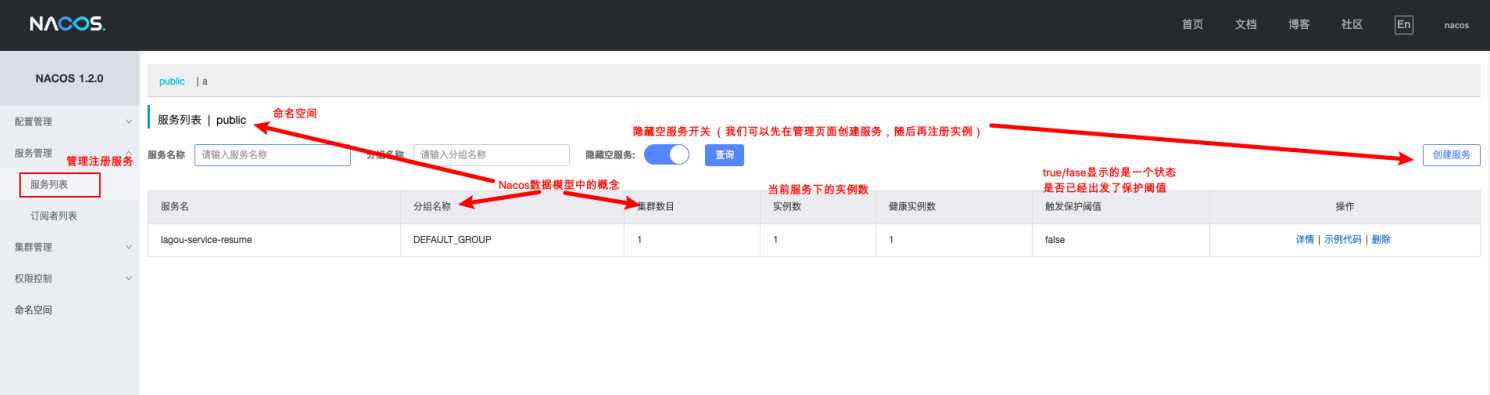 NACOS.
首页 文档 博客 社区 En nacos
NACOS 1.2.0
配置管理
服务管理
管理注册服务
服务列表
订阅者列表
集群管理
权限控制
命名空间
public | a
服务列表 | public
命名空间
隐藏空服务开关（我们可以先在管理页面创建服务，随后再注册实例）
服务名称 请输入服务名称 分组名称 请输入分组名称 隐藏空服务: 查询 创建服务
Nacos数据模型中的概念
当前服务下的实例数
true/fase显示的是一个状态
是否已经出发了保护阈值
服务名 分组名称 集群数目 实例数 健康实例数 触发保护阈值 操作
lagou-service-resume DEFAULT_GROUP 1 1 1 false 详情 | 示例代码 | 删除